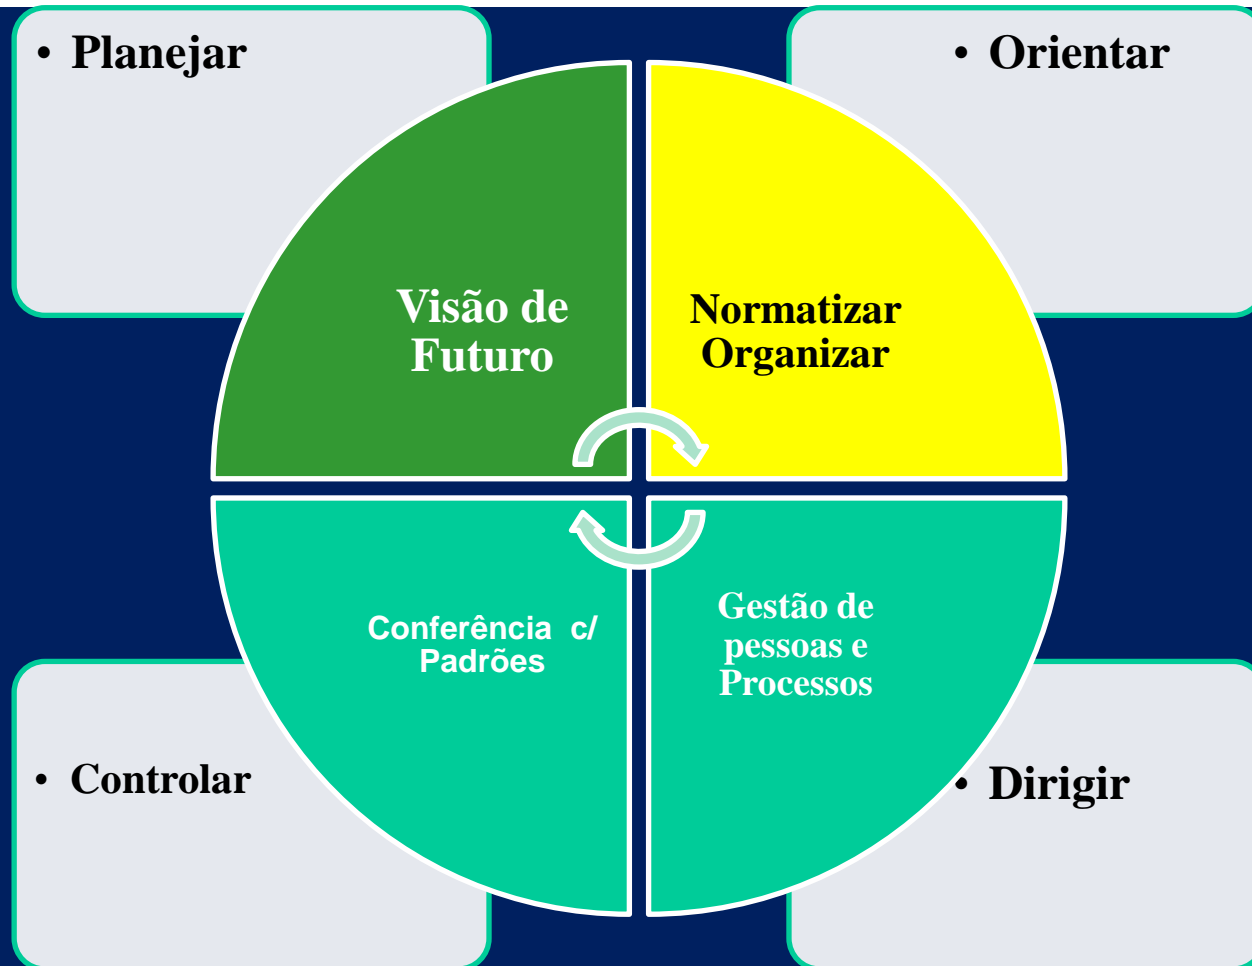 • Planejar
• Orientar
Visão de
Futuro
Normatizar
Organizar
Conferência c/
Padrões
Gestão de
pessoas e
Processos
• Controlar
• Dirigir